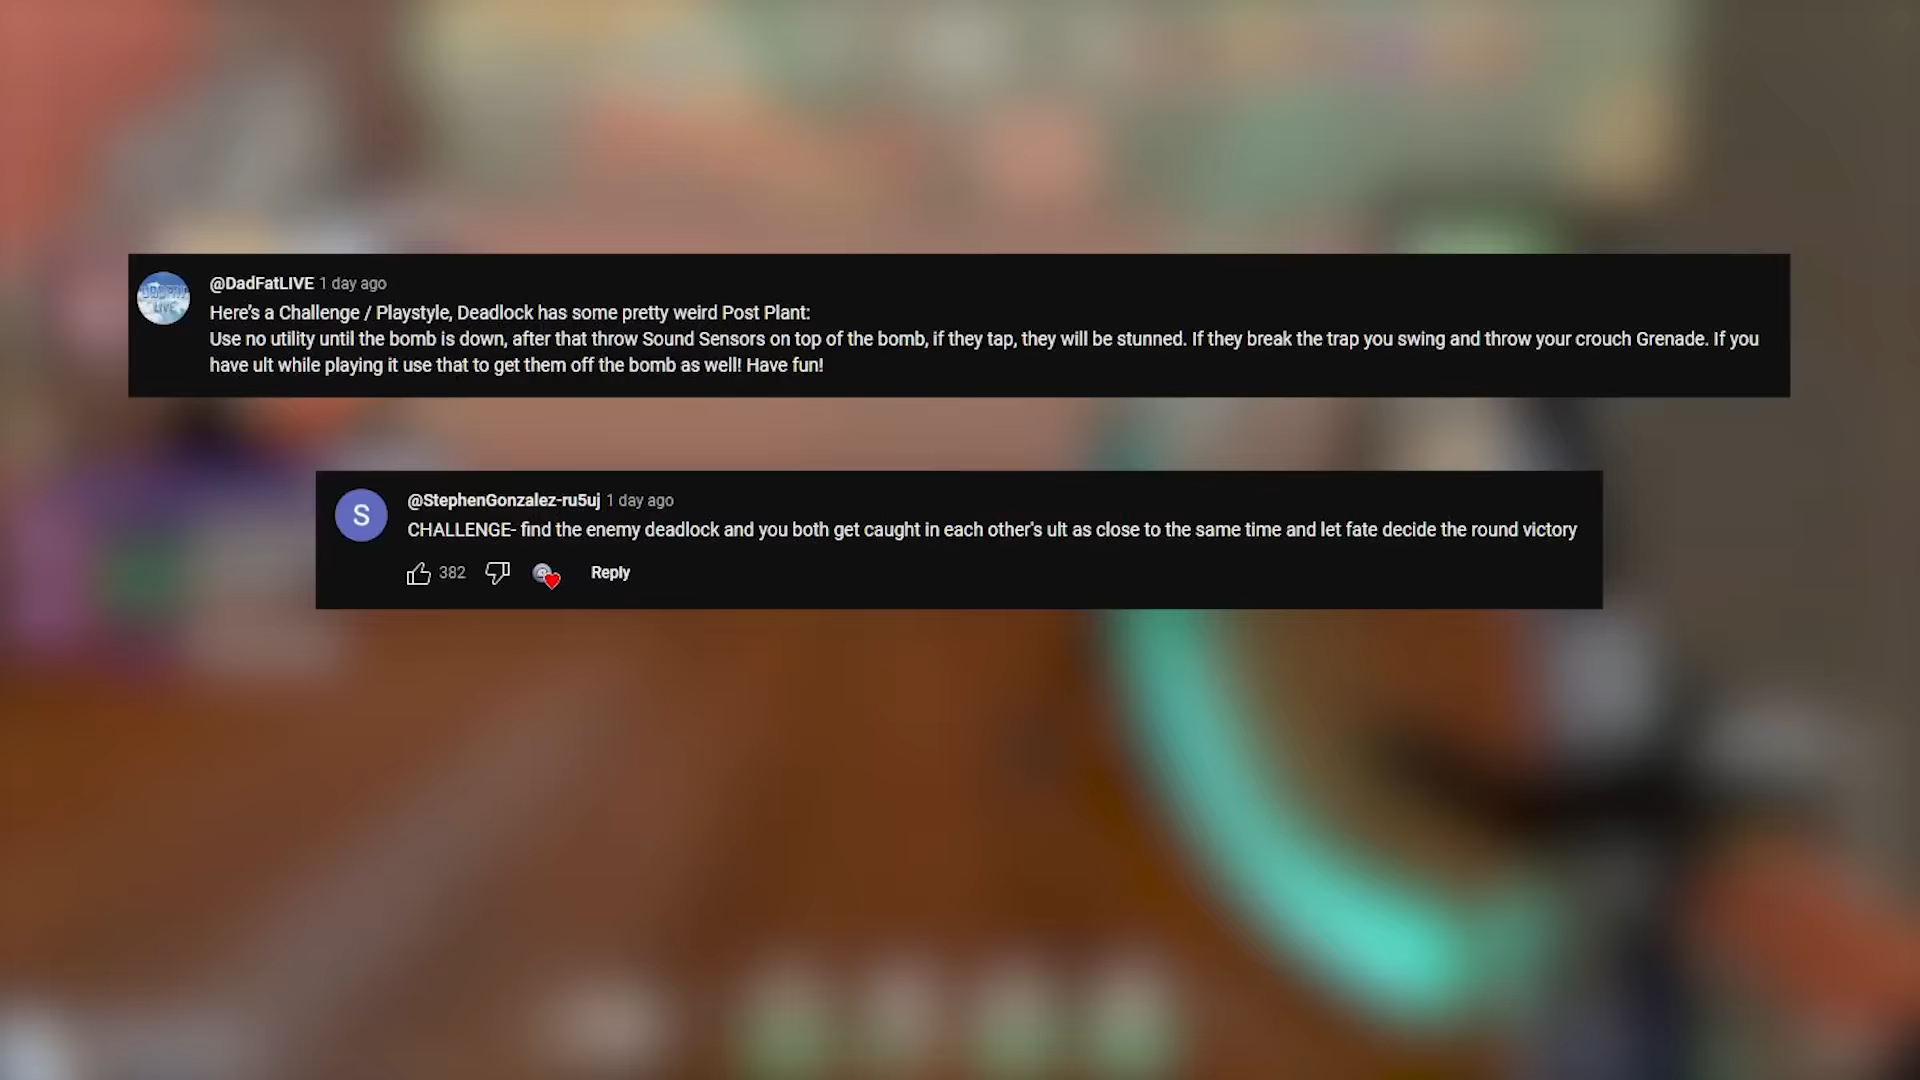 @DadFatLIVE 1 day ago
Here's a Challenge / Playstyle, Deadlock has some pretty weird Post Plant:
Use no utility until the bomb is down, after that throw Sound Sensors on top of the bomb, if they tap, they will be stunned. If they break the trap you swing and throw your crouch Grenade. If you
have ult while playing it use that to get them off the bomb as well! Have fun!
S
@StephenGonzalez-ru5uj 1 day ago
CHALLENGE- find the enemy deadlock and you both get caught in each other's ult as close to the same time and let fate decide the round victory
382 Reply